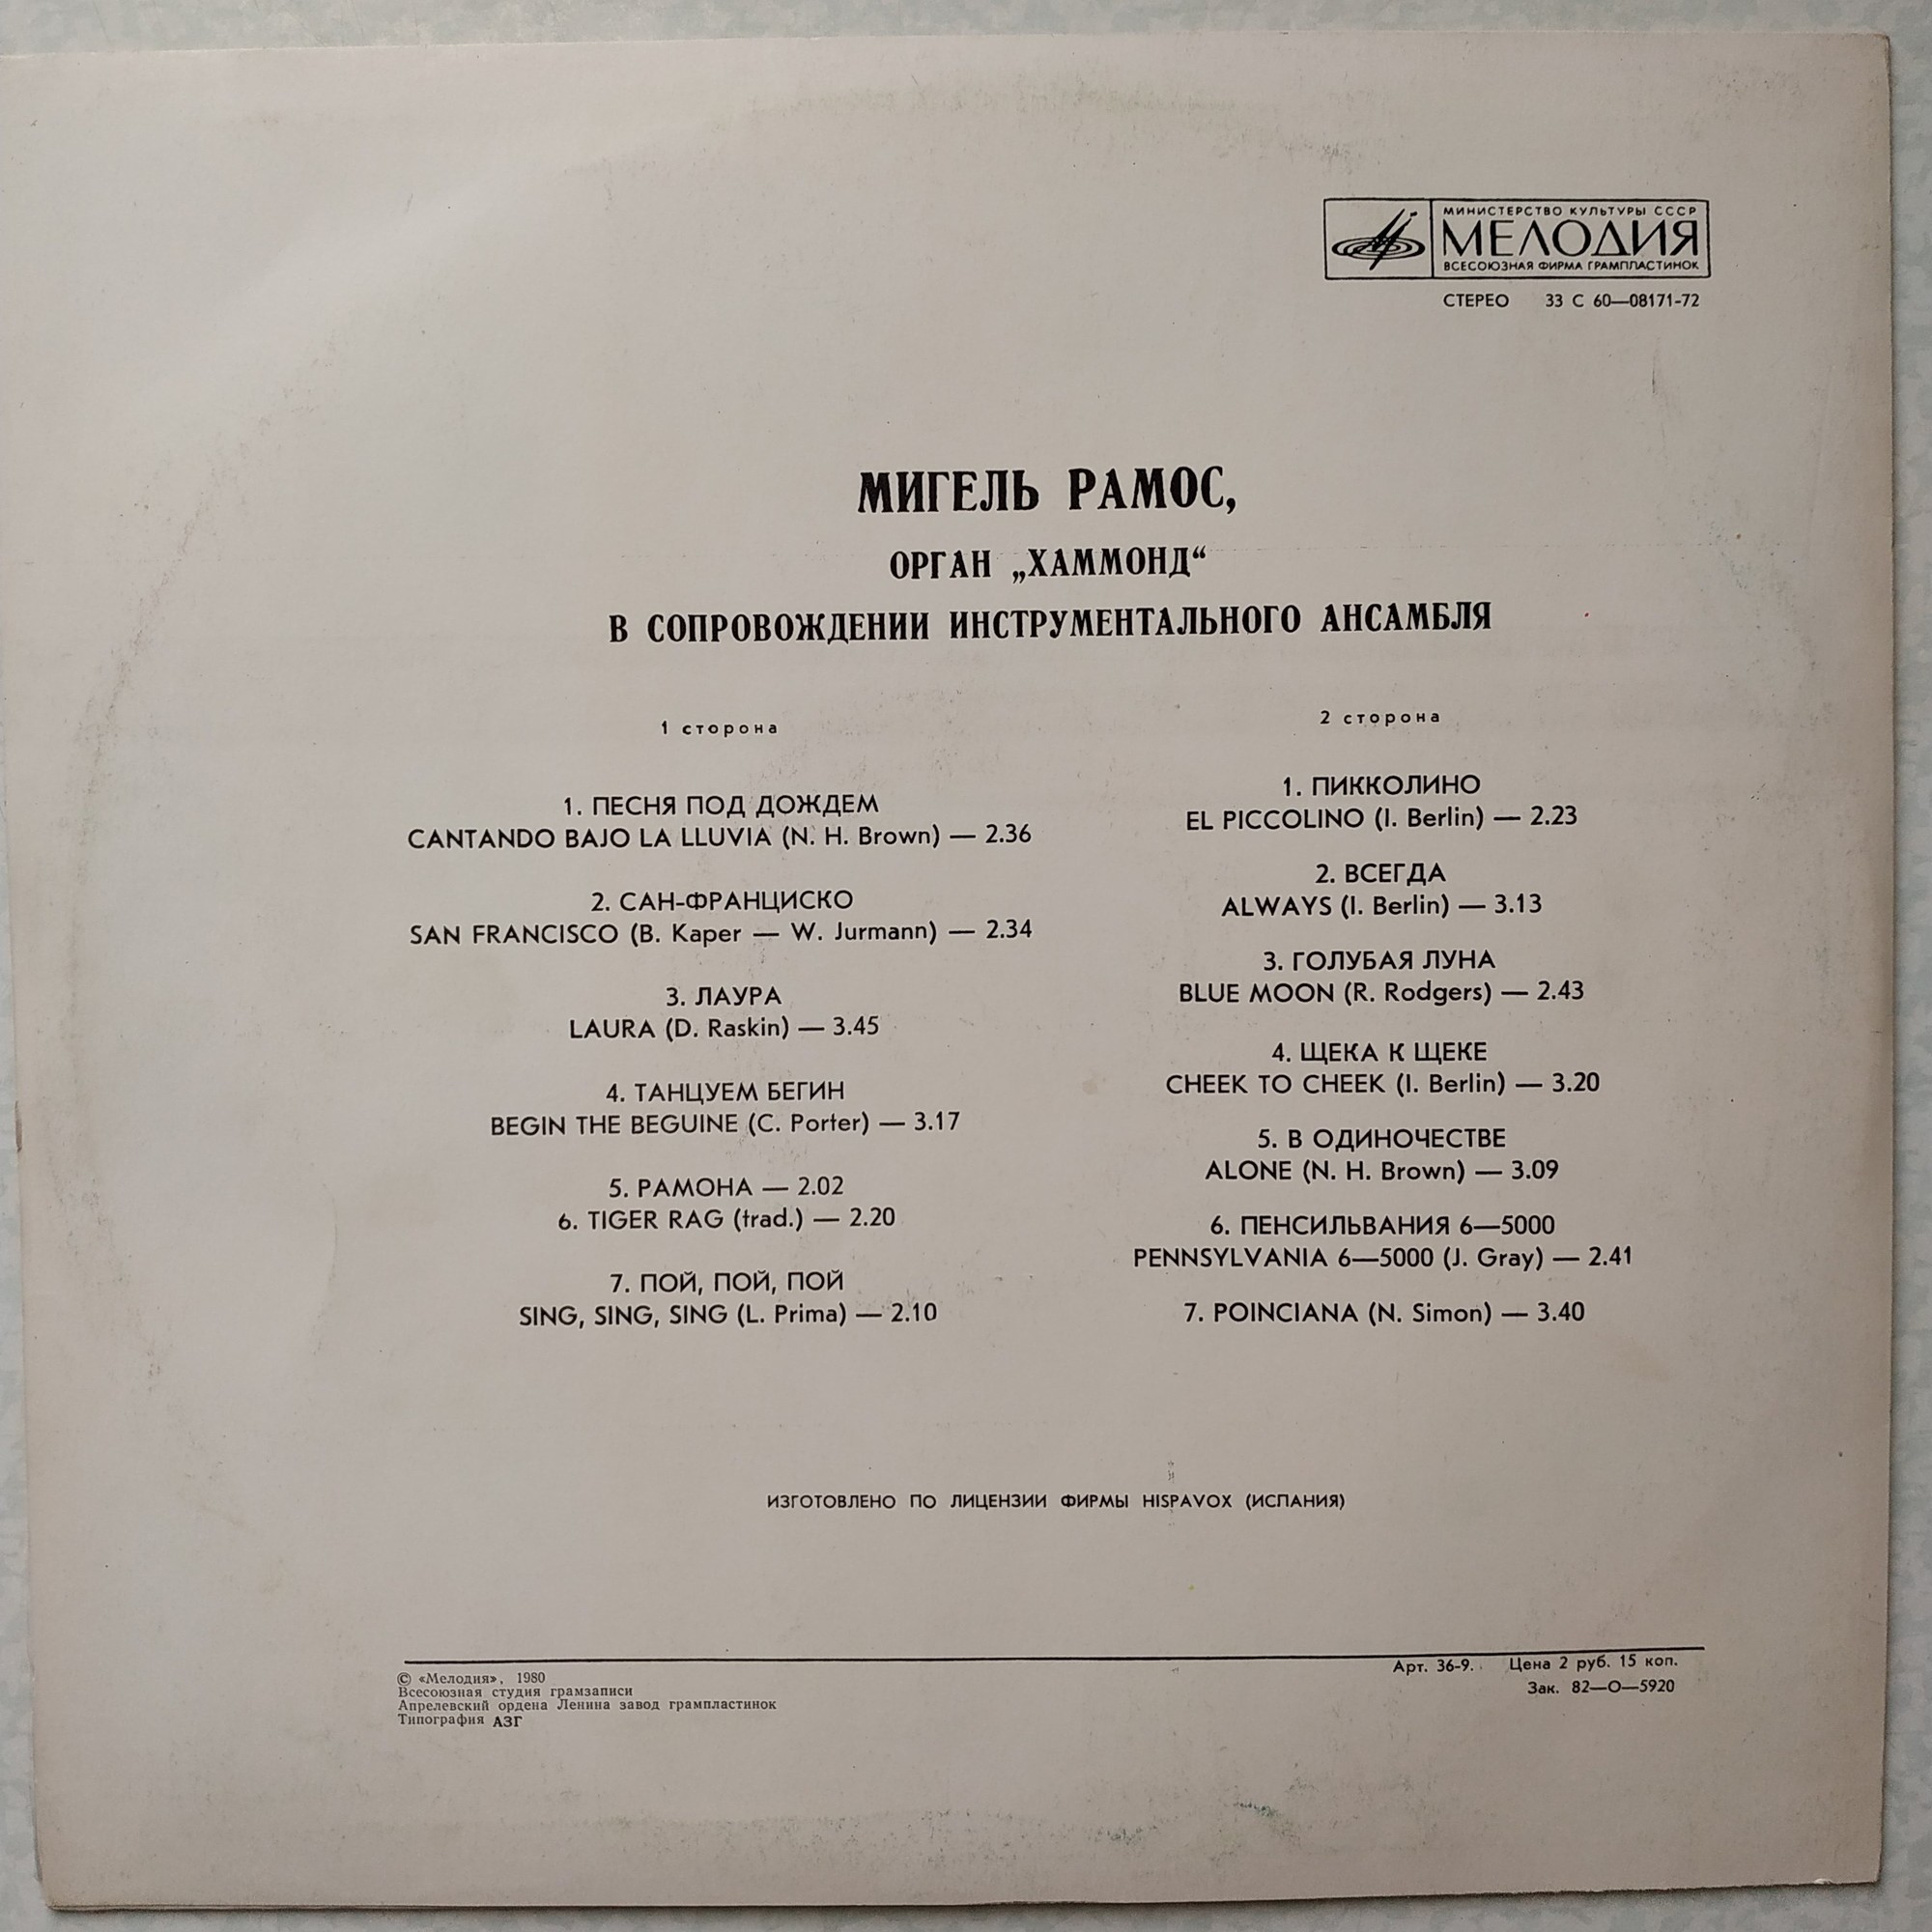 МИНИСТЕРСТВО КУЛЬТУРЫ СССР
МЕЛОДИЯ
ВСЕСОЮЗНАЯ ФИРМА ГРАМПЛАСТИНОК
СТЕРЕО 33 С 60—08171-72
МИГЕЛЬ РАМОС,
ОРГАН „ХАММОНД“
В СОПРОВОЖДЕНИИ ИНСТРУМЕНТАЛЬНОГО АНСАМБЛЯ
1 сторона
1. ПЕСНЯ ПОД ДОЖДЕМ
CANTANDO BAJO LA LLUVIA (N. H. Brown) — 2.36
2. САН-ФРАНЦИСКО
SAN FRANCISCO (B. Kaper — W. Jurmann) — 2.34
3. ЛАУРА
LAURA (D. Raskin) — 3.45
4. ТАНЦУЕМ БЕГИН
BEGIN THE BEGUINE (C. Porter) — 3.17
5. РАМОНА — 2.02
6. TIGER RAG (trad.) — 2.20
7. ПОЙ, ПОЙ, ПОЙ
SING, SING, SING (L. Prima) — 2.10
2 сторона
1. ПИККОЛИНО
EL PICCOLINO (I. Berlin) — 2.23
2. ВСЕГДА
ALWAYS (I. Berlin) — 3.13
3. ГОЛУБАЯ ЛУНА
BLUE MOON (R. Rodgers) — 2.43
4. ЩЕКА К ЩЕКЕ
CHEEK TO CHEEK (I. Berlin) — 3.20
5. В ОДИНОЧЕСТВЕ
ALONE (N. H. Brown) — 3.09
6. ПЕНСИЛЬВАНИЯ 6—5000
PENNSYLVANIA 6—5000 (J. Gray) — 2.41
7. POINCIANA (N. Simon) — 3.40
ИЗГОТОВЛЕНО ПО ЛИЦЕНЗИИ ФИРМЫ HISPAVOX (ИСПАНИЯ)
© «Мелодия», 1980
Всесоюзная студия грамзаписи
Апрелевский ордена Ленина завод грампластинок
Типография АЗГ
Арт. 36-9. Цена 2 руб. 15 коп.
Зак. 82—О—5920